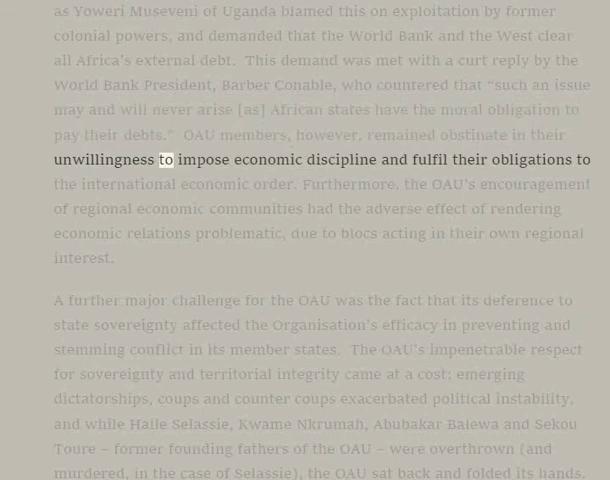 as Yoweri Museveni of Uganda blamed this on exploitation by former
colonial powers, and demanded that the World Bank and the West clear
all Africa's external debt.  This demand was met with a curt reply by the
World Bank President, Barber Conable, who countered that “such an issue
may and will never arise [as] African states have the moral obligation to
pay their debts.”  OAU members, however, remained obstinate in their
unwillingness to impose economic discipline and fulfil their obligations to
the international economic order. Furthermore, the OAU's encouragement
of regional economic communities had the adverse effect of rendering
economic relations problematic, due to blocs acting in their own regional
interest.
A further major challenge for the OAU was the fact that its deference to
state sovereignty affected the Organisation's efficacy in preventing and
stemming conflict in its member states.  The OAU's impenetrable respect
for sovereignty and territorial integrity came at a cost; emerging
dictatorships, coups and counter coups exacerbated political instability,
and while Haile Selassie, Kwame Nkrumah, Abubakar Balewa and Sekou
Toure – former founding fathers of the OAU – were overthrown (and
murdered, in the case of Selassie), the OAU sat back and folded its hands.